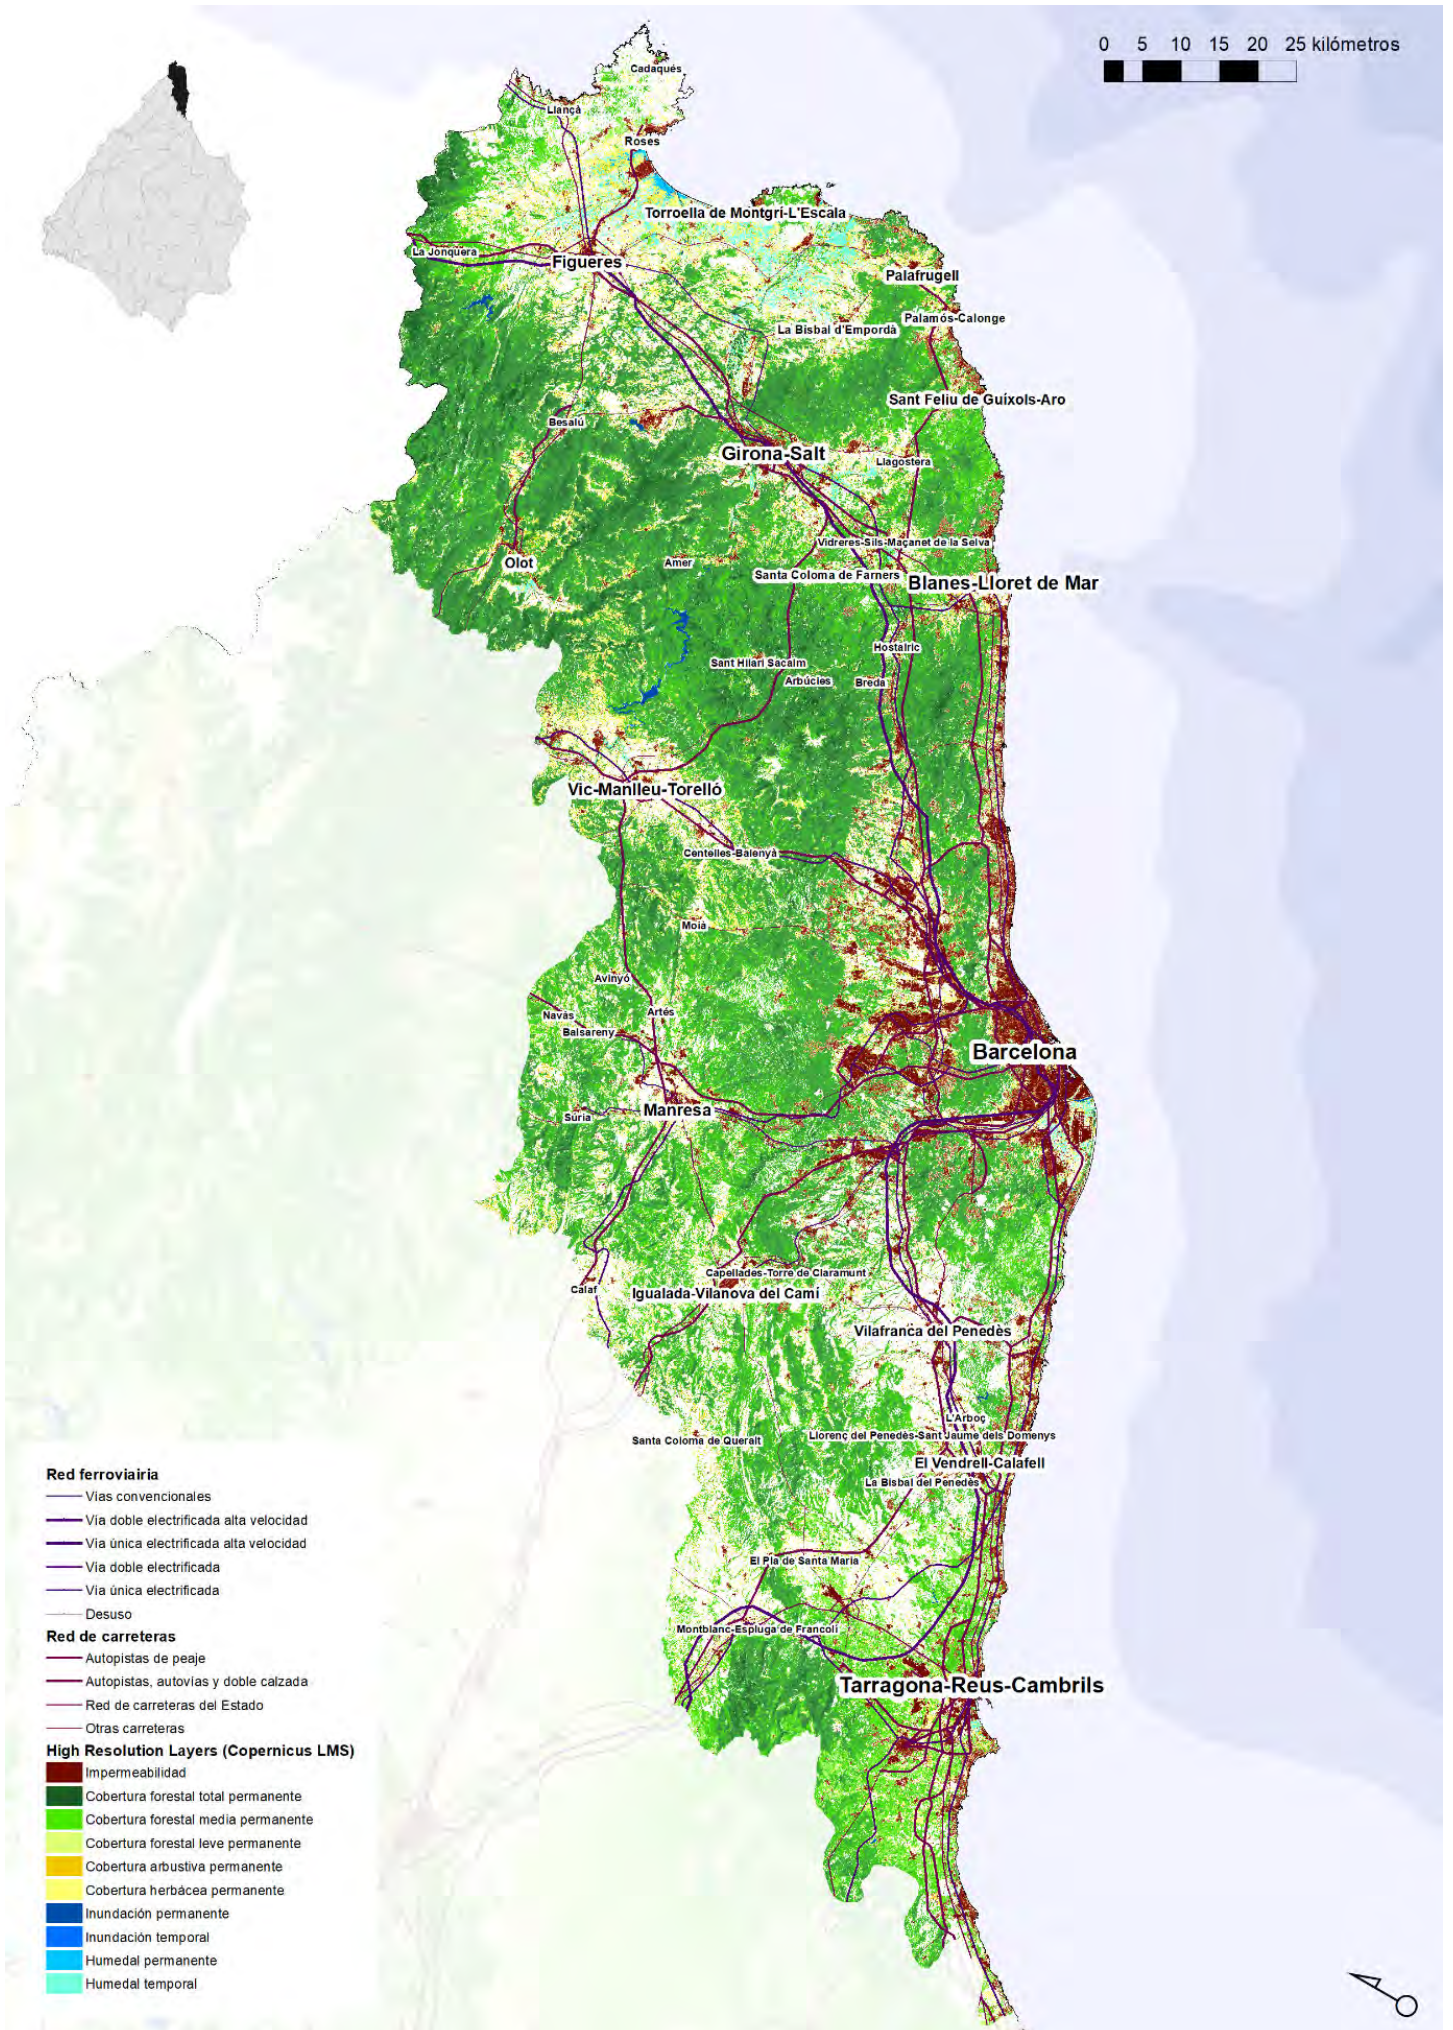 0 5 10 15 20 25 kilómetros
Cadaqués
Llançà
Roses
Torroella de Montgrí-L'Escala
La Jonquera
Figueres
Palafrugell
Palamós-Calonge
La Bisbal d'Empordà
Sant Feliu de Guíxols-Aro
Besalú
Girona-Salt
Llagostera
Vidreres-Sils-Maçanet de la Selva
Olot
Amer
Santa Coloma de Farners
Blanes-Lloret de Mar
Hostalric
Sant Hilari Sacalm
Arbúcies
Breda
Vic-Manlleu-Torelló
Centelles-Balenyà
Moià
Avinyó
Navàs
Artés
Balsareny
Barcelona
Súria
Manresa
Capellades-Torre de Claramunt
Calaf
Igualada-Vilanova del Camí
Vilafranca del Penedès
L'Arboç
Santa Coloma de Queralt
Llorenç del Penedès-Sant Jaume dels Domenys
El Vendrell-Calafell
La Bisbal del Penedès
El Pla de Santa Maria
Montblanc-Espluga de Francolí
Tarragona-Reus-Cambrils
Red ferroviairia
Vías convencionales
Vía doble electrificada alta velocidad
Vía única electrificada alta velocidad
Vía doble electrificada
Vía única electrificada
Desuso
Red de carreteras
Autopistas de peaje
Autopistas, autovías y doble calzada
Red de carreteras del Estado
Otras carreteras
High Resolution Layers (Copernicus LMS)
Impermeabilidad
Cobertura forestal total permanente
Cobertura forestal media permanente
Cobertura forestal leve permanente
Cobertura arbustiva permanente
Cobertura herbácea permanente
Inundación permanente
Inundación temporal
Humedal permanente
Humedal temporal